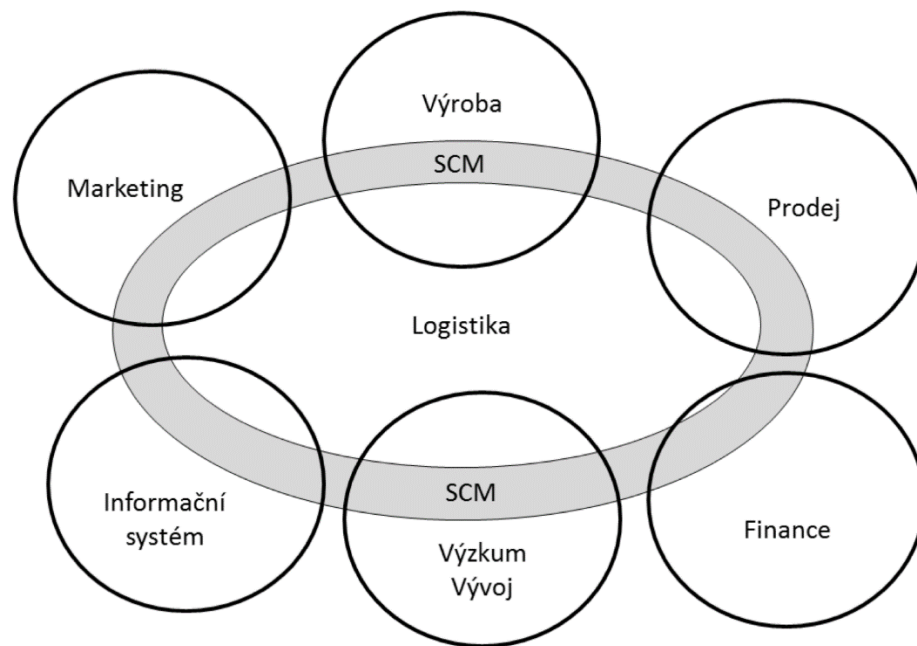 Výroba
SCM
Marketing
Prodej
Logistika
SCM
Informační
systém
Výzkum
Vývoj
Finance